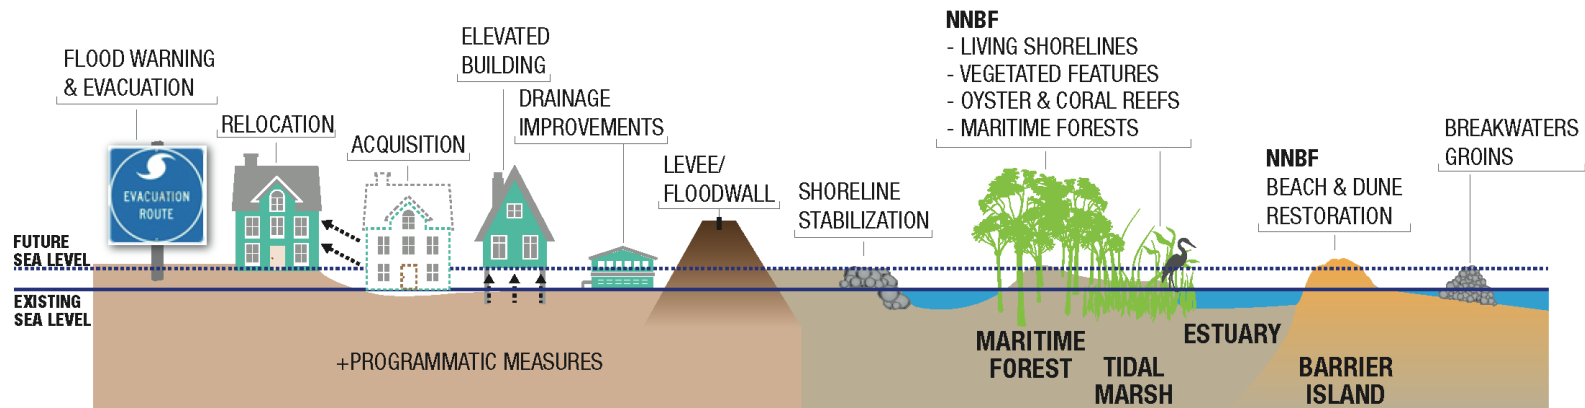 FLOOD WARNING
& EVACUATION
EVACUATION
ROUTE
RELOCATION
ACQUISITION
ELEVATED
BUILDING
DRAINAGE
IMPROVEMENTS
LEVEE/
FLOODWALL
SHORELINE
STABILIZATION
NNBF
- LIVING SHORELINES
- VEGETATED FEATURES
- OYSTER & CORAL REEFS
- MARITIME FORESTS
NNBF
BEACH & DUNE
RESTORATION
BREAKWATERS
GROINS
FUTURE
SEA LEVEL
EXISTING
SEA LEVEL
+PROGRAMMATIC MEASURES
MARITIME
FOREST
TIDAL
MARSH
ESTUARY
BARRIER
ISLAND